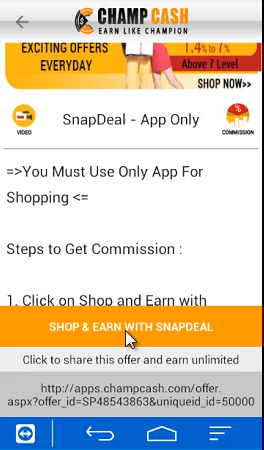 CHAMP CASH
EARN LIKE CHAMPION
EXCITING OFFERS
EVERYDAY
1.4% to 7%
Above 7 Level
SHOP NOW>>
VIDEO
SnapDeal - App Only
%
COMMISSION
=>You Must Use Only App For
Shopping <=
Steps to Get Commission :
1. Click on Shop and Earn with
SHOP & EARN WITH SNAPDEAL
Click to share this offer and earn unlimited
http://apps.champcash.com/offer.
aspx?offer_id=SP48543863&uniqueid_id=50000